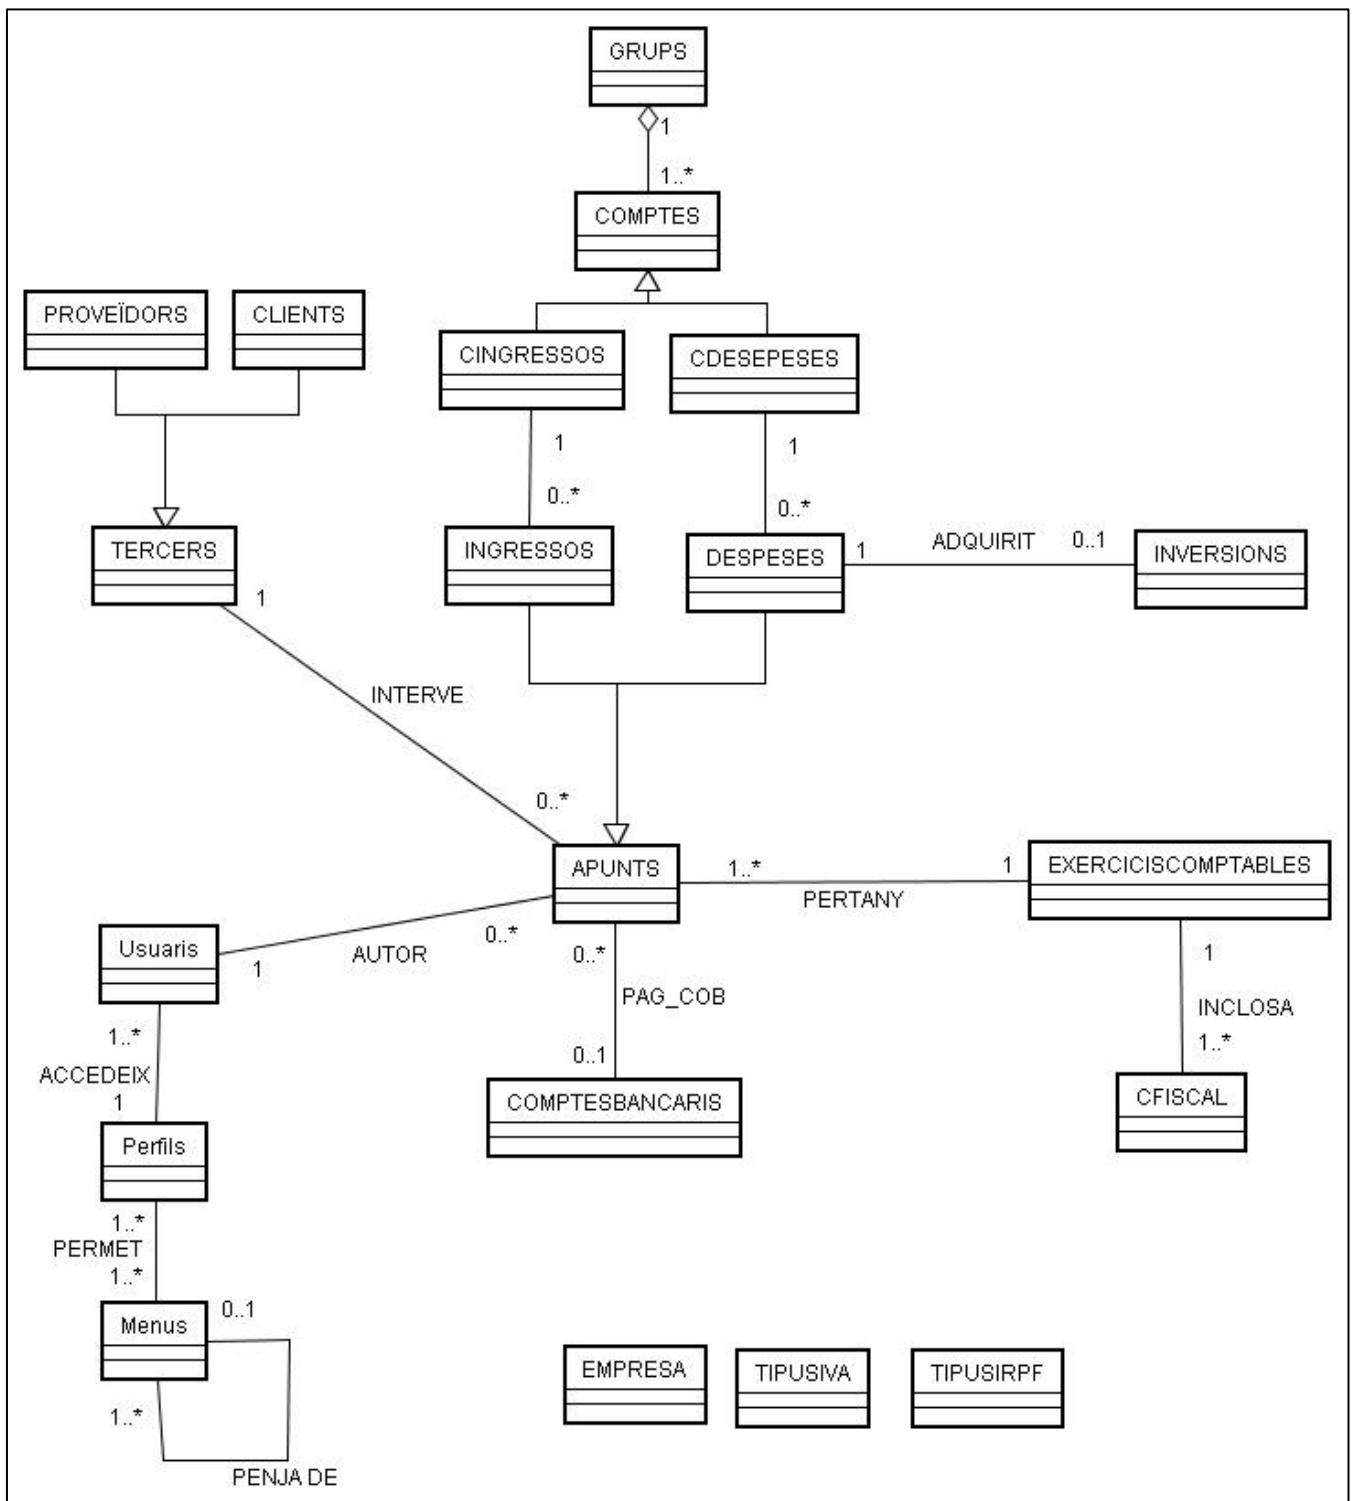 GRUPS
1
1..*
COMPTES
PROVEÏDORS
CLIENTS
CINGRESSOS
CDESEPESES
1
1
0..*
0..*
TERCERS
INGRESSOS
DESPESES
1
ADQUIRIT
0..1
INVERSIONS
1
INTERVE
0..*
APUNTS
1..*
1
EXERCICISCOMPTABLES
PERTANY
Usuaris
1
AUTOR
0..*
0..*
1
PAG_COB
INCLOSA
1..*
0..1
1..*
ACCEDEIX
1
COMPTESBANCARIS
CFISCAL
Perfils
1..*
PERMET
1..*
Menus
0..1
1..*
PENJA DE
EMPRESA
TIPUSIVA
TIPUSIRPF